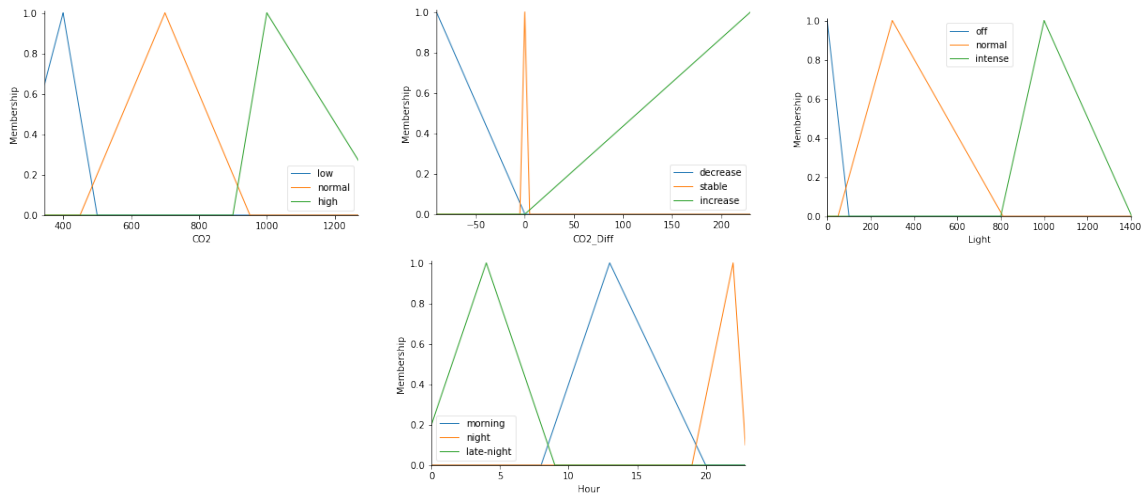 1.0
0.8
0.6
0.4
0.2
0.0
Membership
400 600 800 1000 1200
CO2
low
normal
high
1.0
0.8
0.6
0.4
0.2
0.0
Membership
−50 0 50 100 150 200
CO2_Diff
decrease
stable
increase
1.0
0.8
0.6
0.4
0.2
0.0
Membership
0 200 400 600 800 1000 1200 1400
Light
off
normal
intense
1.0
0.8
0.6
0.4
0.2
0.0
Membership
0 5 10 15 20
Hour
morning
night
late-night